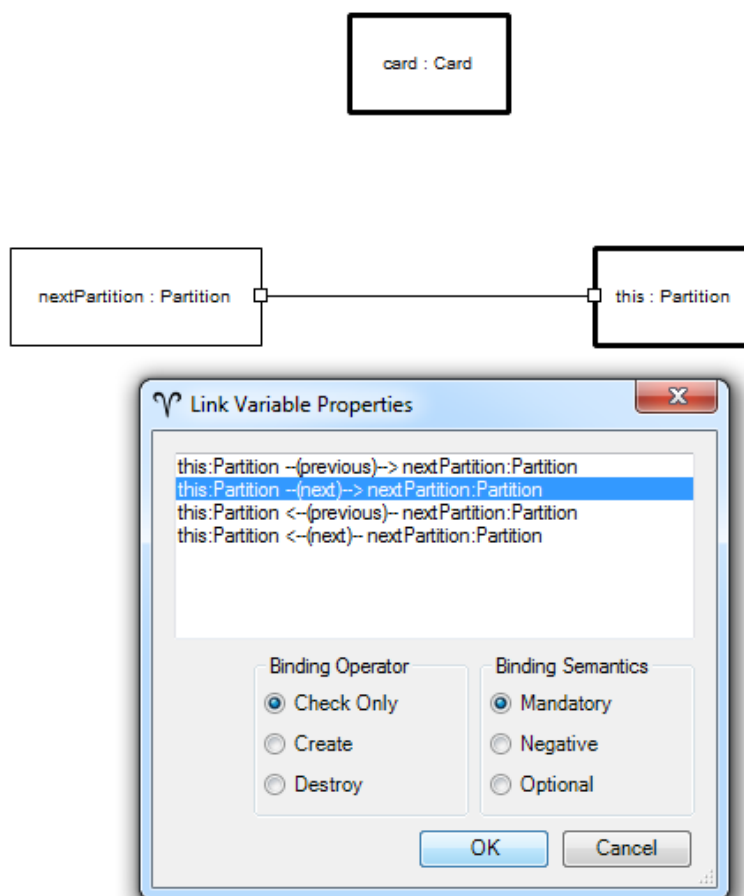 card : Card
nextPartition : Partition
this : Partition
Link Variable Properties
this:Partition --(previous)--> nextPartition:Partition
this:Partition --(next)--> nextPartition:Partition
this:Partition <--(previous)-- nextPartition:Partition
this:Partition <--(next)-- nextPartition:Partition
Binding Operator
Check Only
Create
Destroy
Binding Semantics
Mandatory
Negative
Optional
OK
Cancel